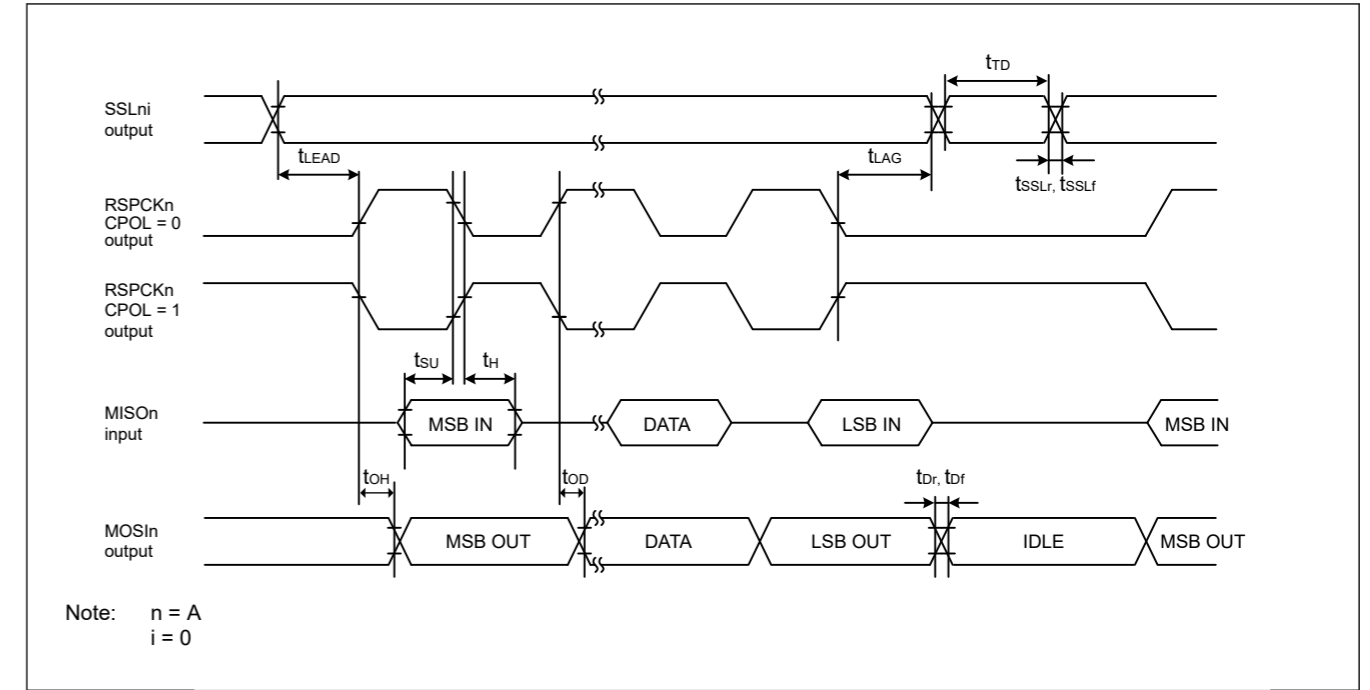 tTD
SSLni
output
tLEAD
tLAG
tSSLr, tSSLf
RSPCKn
CPOL = 0
output
RSPCKn
CPOL = 1
output
tSU
tH
MISOn
input
MSB IN
DATA
LSB IN
MSB IN
tOH
tOD
tDr, tDf
MOSIn
output
MSB OUT
DATA
LSB OUT
IDLE
MSB OUT
Note: n = A
i = 0